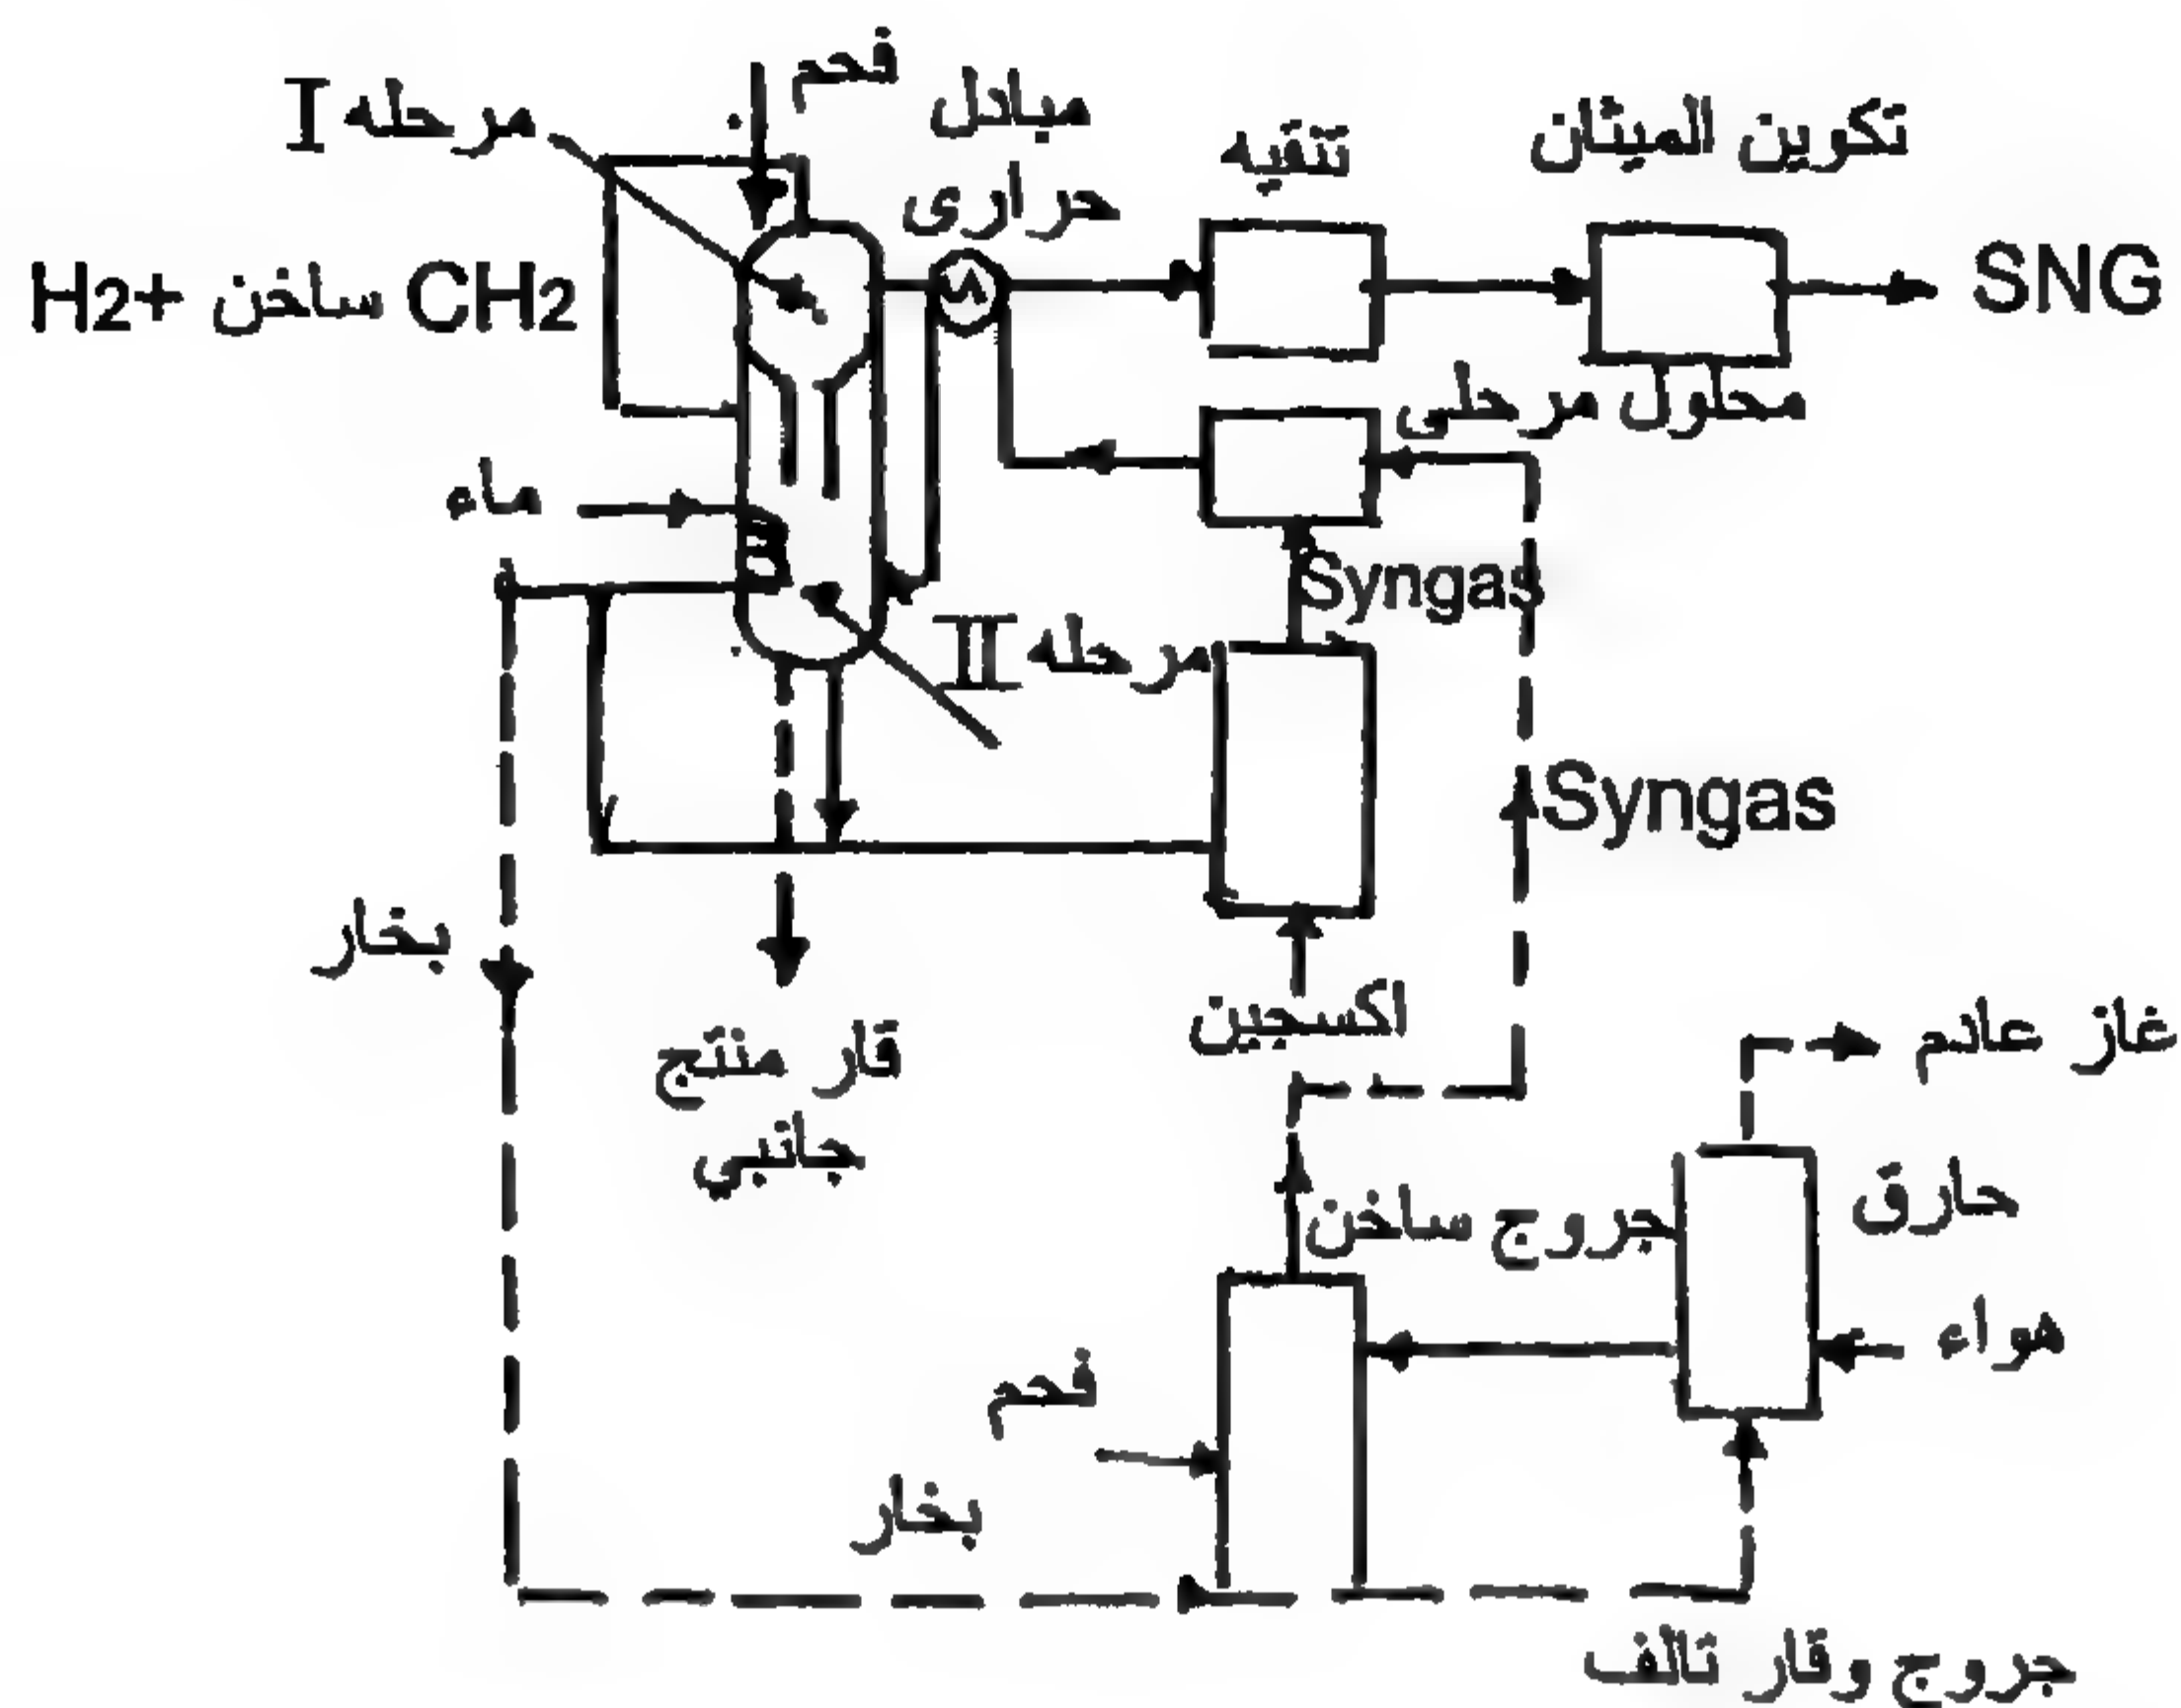 فحم
مرحله I
مبادل
حرارى
تنقيه
تكوين الميثان
H2+ ساخن CH2
SNG
محلول مرحلى
ماء
Syngas
مرحله II
Syngas
بخار
اكسجين
قار منتج
جانبي
غاز عادم
حارق
جروج ساخن
هواء
فحم
بخار
جروج وقار تالف